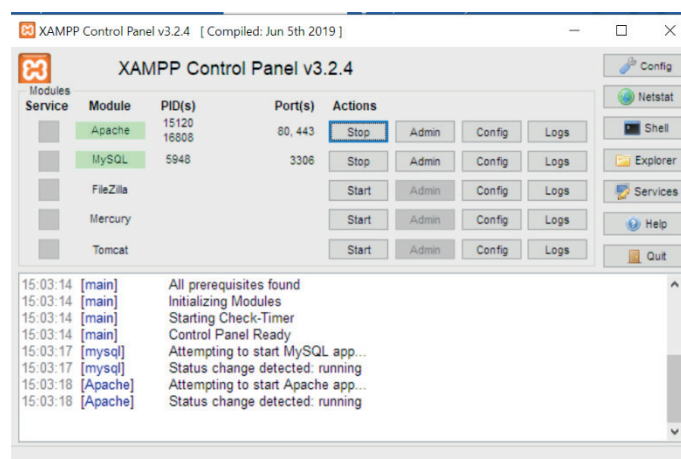 XAMPP Control Panel v3.2.4 [ Compiled: Jun 5th 2019 ]
XAMPP Control Panel v3.2.4
Config
Modules
Service Module PID(s) Port(s) Actions
Netstat
Apache 15120 16808 80, 443 Stop Admin Config Logs
Shell
MySQL 5948 3306 Stop Admin Config Logs
Explorer
FileZilla Start Admin Config Logs
Services
Mercury Start Admin Config Logs
Help
Tomcat Start Admin Config Logs
Quit
15:03:14 [main] All prerequisites found
15:03:14 [main] Initializing Modules
15:03:14 [main] Starting Check-Timer
15:03:14 [main] Control Panel Ready
15:03:17 [mysql] Attempting to start MySQL app...
15:03:17 [mysql] Status change detected: running
15:03:18 [Apache] Attempting to start Apache app...
15:03:18 [Apache] Status change detected: running